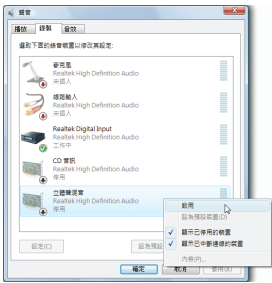 聲音
播放 錄製 音效
選取下面的錄音裝置以修改其設定:
麥克風
Realtek High Definition Audio
未插入
線路輸入
Realtek High Definition Audio
未插入
Realtek Digital Input
Realtek High Definition Audio
工作中
CD 音訊
Realtek High Definition Audio
停用
立體聲混音
Realtek High Definition Audio
停用
啟用
設為預設裝置(D)
顯示已停用的裝置
顯示已中斷連線的裝置
內容(P)...
設定(C) 設為預設
確定 取消 套用(A)